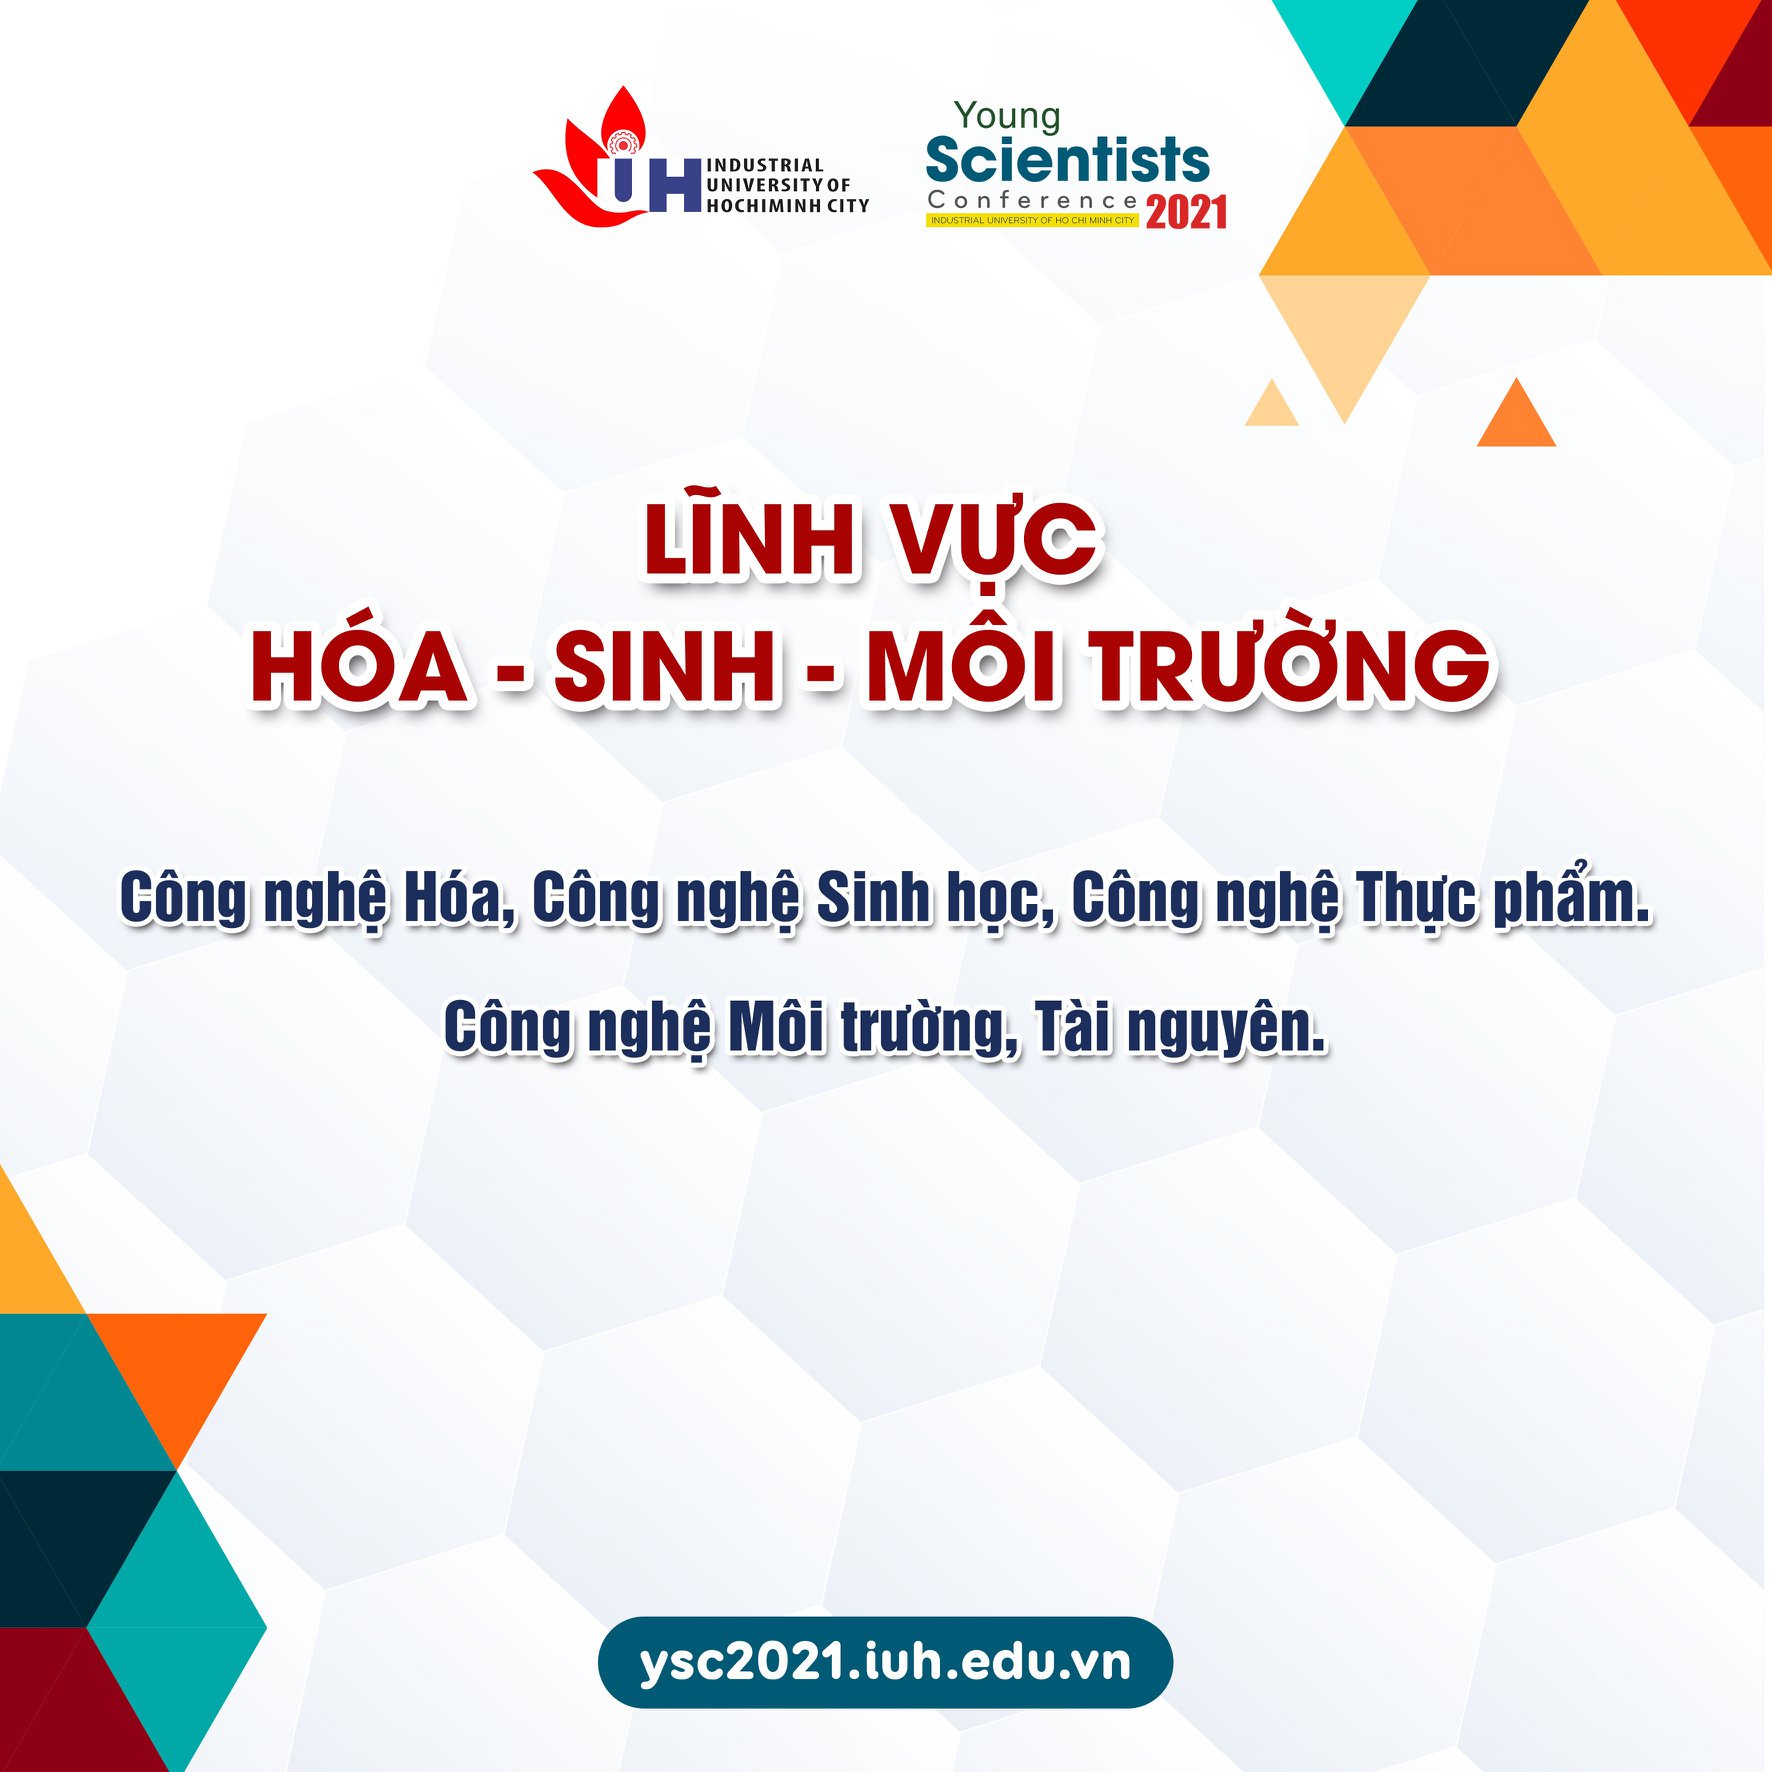 IUH INDUSTRIAL
UNIVERSITY OF
HOCHIMINH CITY
Young
Scientists
Conference 2021
INDUSTRIAL UNIVERSITY OF HO CHI MINH CITY
LĨNH VỰC
HÓA - SINH - MÔI TRƯỜNG
Công nghệ Hóa, Công nghệ Sinh học, Công nghệ Thực phẩm.
Công nghệ Môi trường, Tài nguyên.
ysc2021.iuh.edu.vn